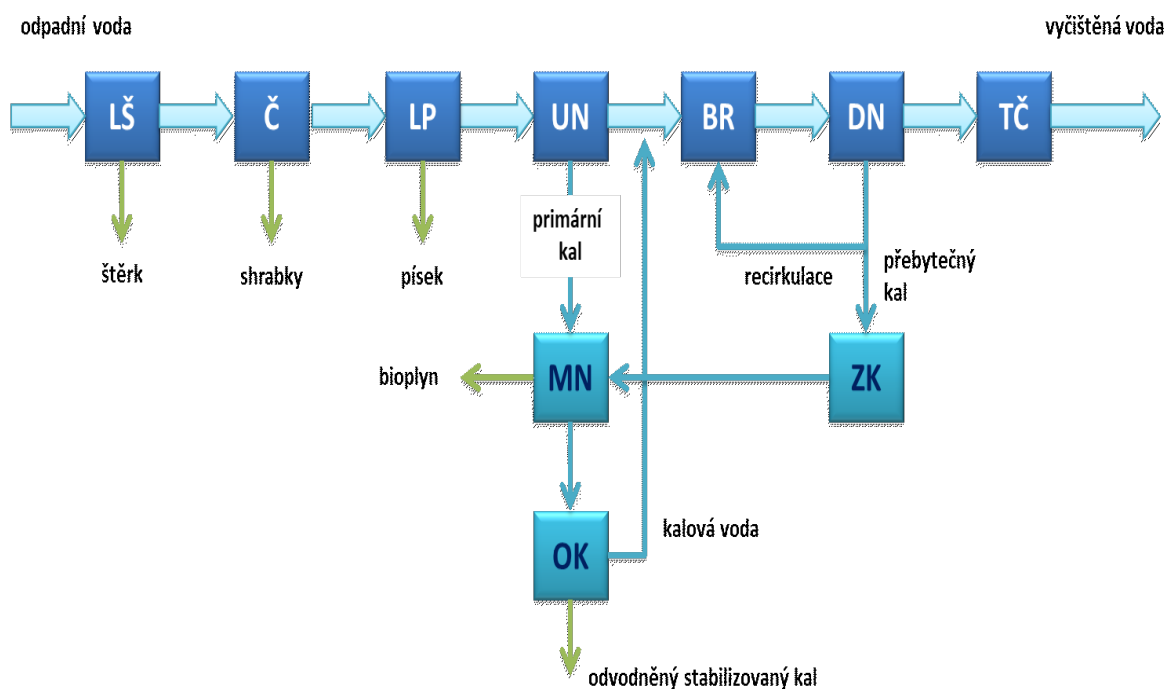 odpadní voda
vyčištěná voda
LŠ
Č
LP
UN
BR
DN
TČ
primární
kal
štěrk
shrabky
písek
recirkulace
přebytečný
kal
bioplyn
MN
ZK
OK
kalová voda
odvodněný stabilizovaný kal